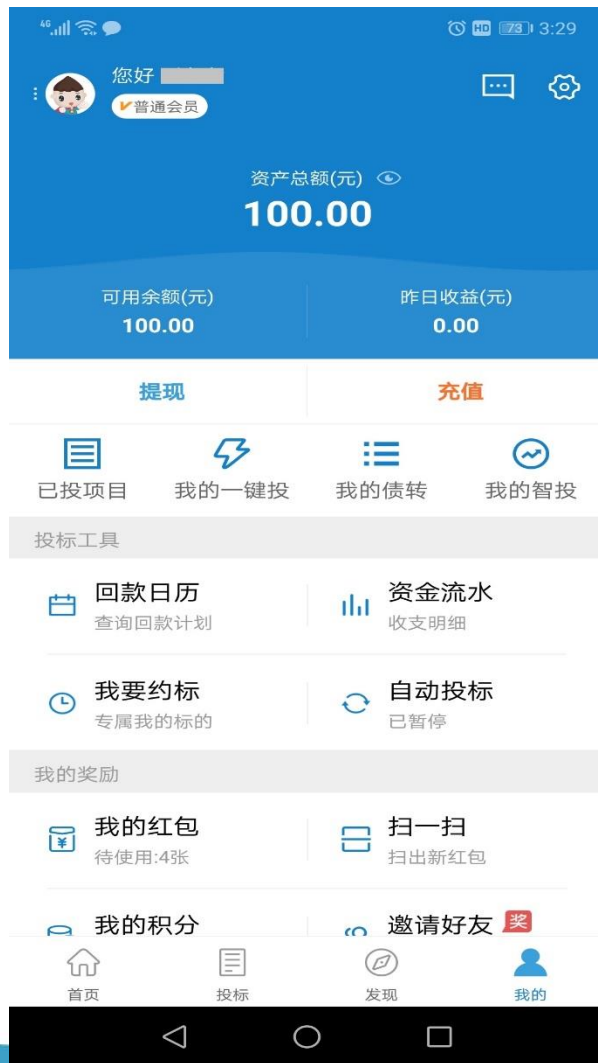 4G HD 73 3:29
您好
V普通会员
资产总额(元)
100.00
可用余额(元) 昨日收益(元)
100.00 0.00
提现 充值
已投项目 我的一键投 我的债转 我的智投
投标工具
回款日历 资金流水
查询回款计划 收支明细
我要约标 自动投标
专属我的标的 已暂停
我的奖励
我的红包 扫一扫
待使用:4张 扫出新红包
我的积分 邀请好友 奖
首页 投标 发现 我的